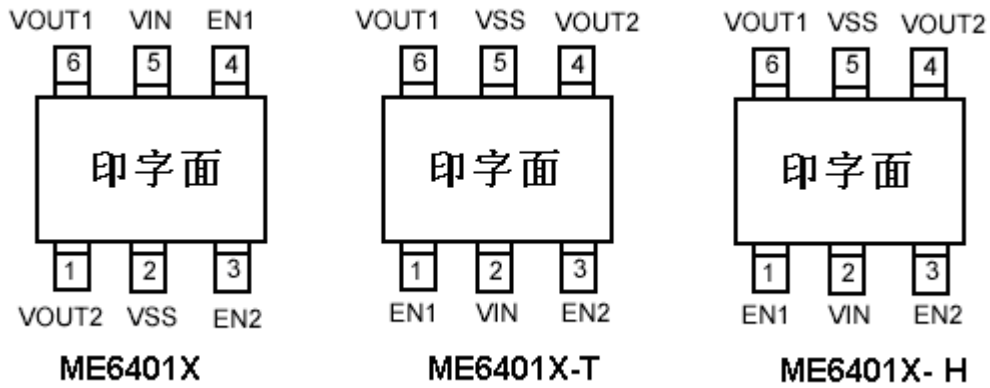 VOUT1 VIN EN1
6 5 4
印字面
1 2 3
VOUT2 VSS EN2
ME6401X
VOUT1 VSS VOUT2
6 5 4
印字面
1 2 3
EN1 VIN EN2
ME6401X-T
VOUT1 VSS VOUT2
6 5 4
印字面
1 2 3
EN1 VIN EN2
ME6401X- H